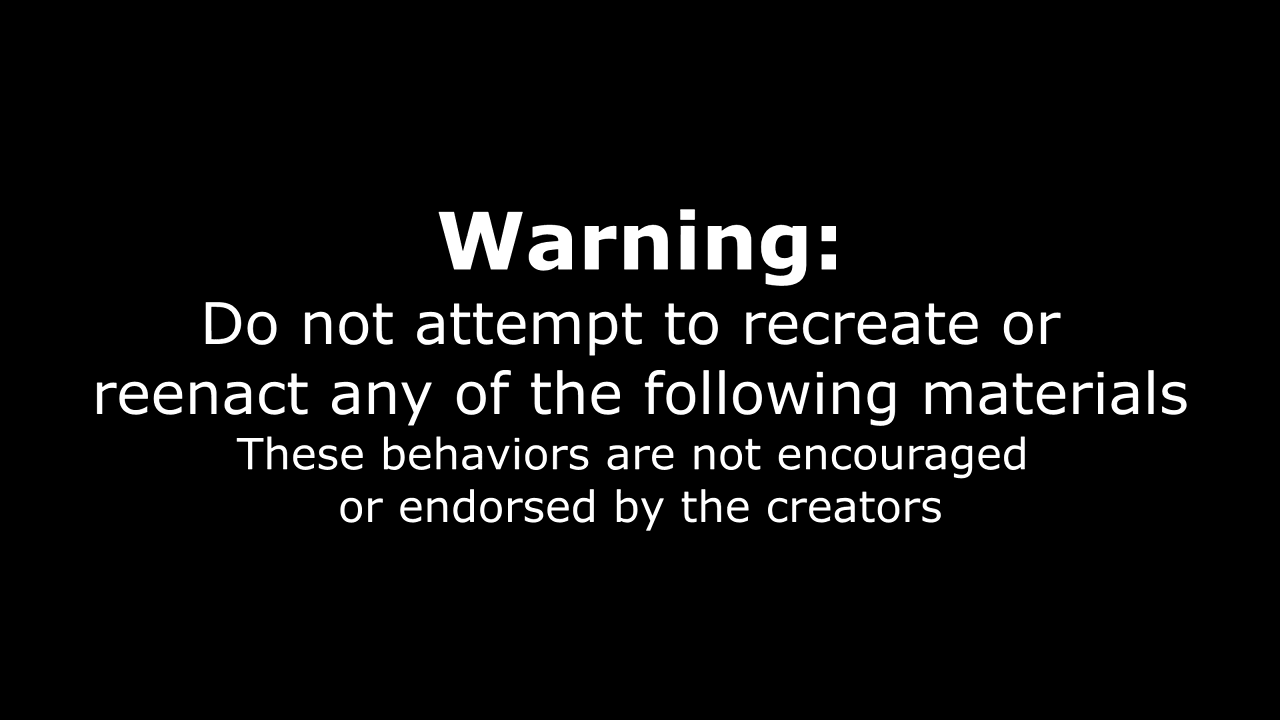 Warning:
Do not attempt to recreate or
reenact any of the following materials
These behaviors are not encouraged
or endorsed by the creators